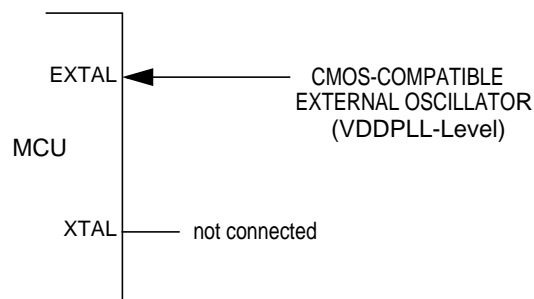 EXTAL
CMOS-COMPATIBLE
EXTERNAL OSCILLATOR
(VDDPLL-Level)
MCU
XTAL
not connected